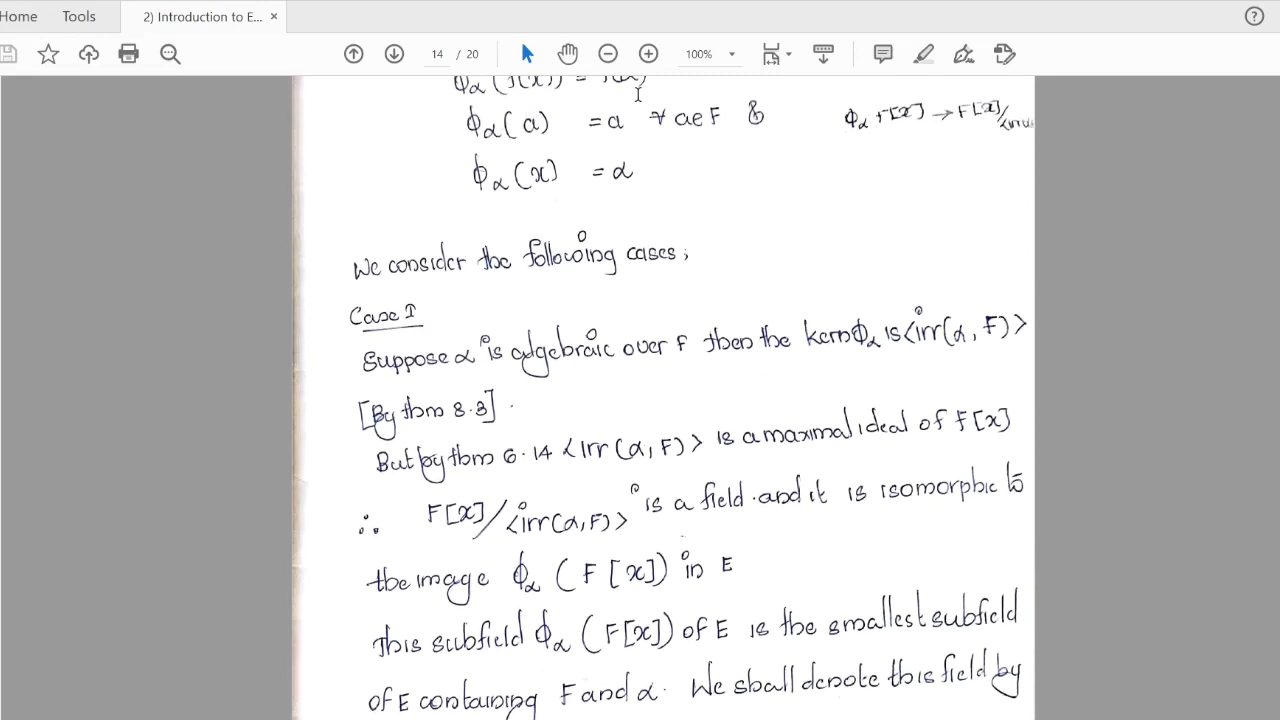 Home Tools 2) Introduction to E... ×
14 / 20 100%
ϕα(f(x)) = f(α)
ϕα(a) = a ∀ a∈F &
ϕα F[x] → F[x]/
ϕα(x) = α
We consider the following cases;
Case I
Suppose α is algebraic over F then the kernϕα is <irr(α, F)>
[By thm 8.3] .
But by thm 6.14 <irr(α, F)> is a maximal ideal of F[x]
∴ F[x]/<irr(α,F)> is a field. and it is isomorphic to
the image ϕα (F[x]) in E
This subfield ϕα (F[x]) of E is the smallest subfield
of E containing F and α. We shall denote this field by